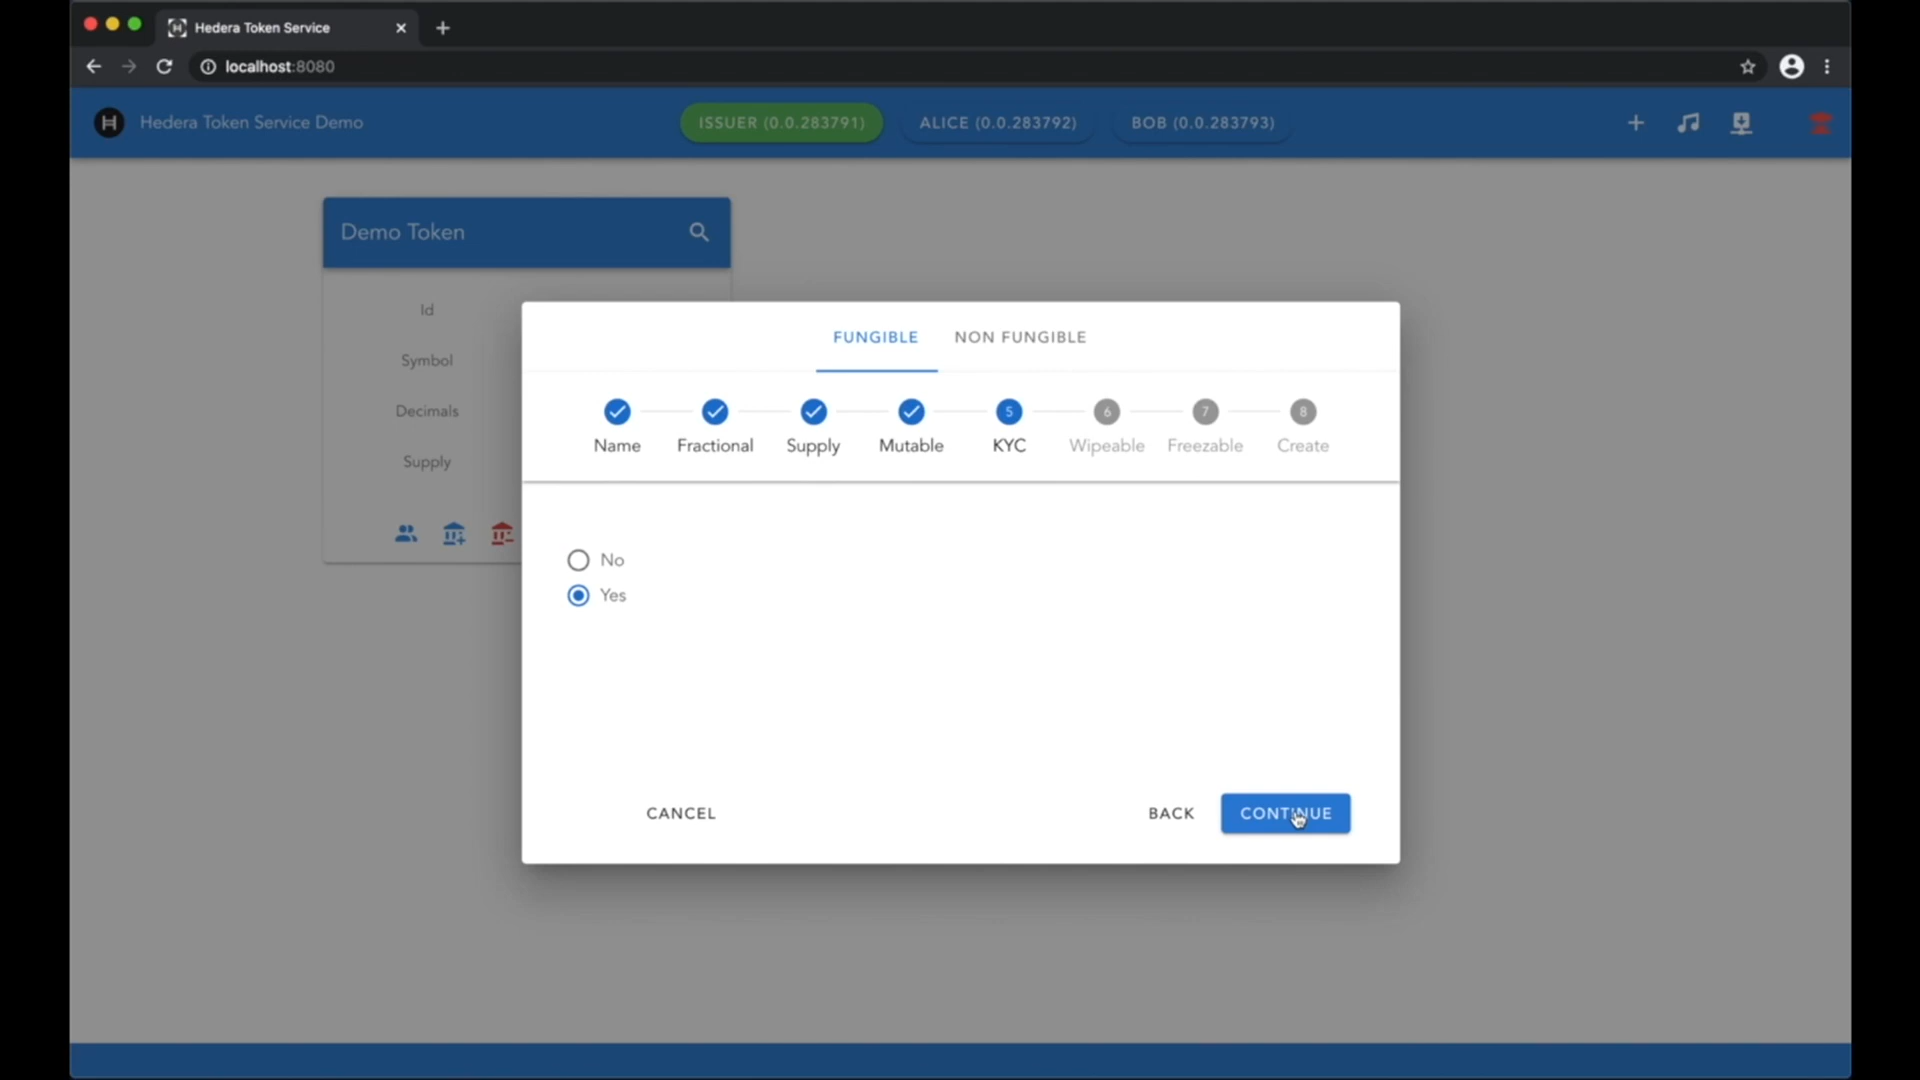 Hedera Token Service
localhost:8080
Hedera Token Service Demo
ISSUER (0.0.283791)
ALICE (0.0.283792)
BOB (0.0.283793)
Demo Token
Id
Symbol
Decimals
Supply
FUNGIBLE
NON FUNGIBLE
5
6
7
8
Name
Fractional
Supply
Mutable
KYC
Wipeable
Freezable
Create
No
Yes
CANCEL
BACK
CONTINUE